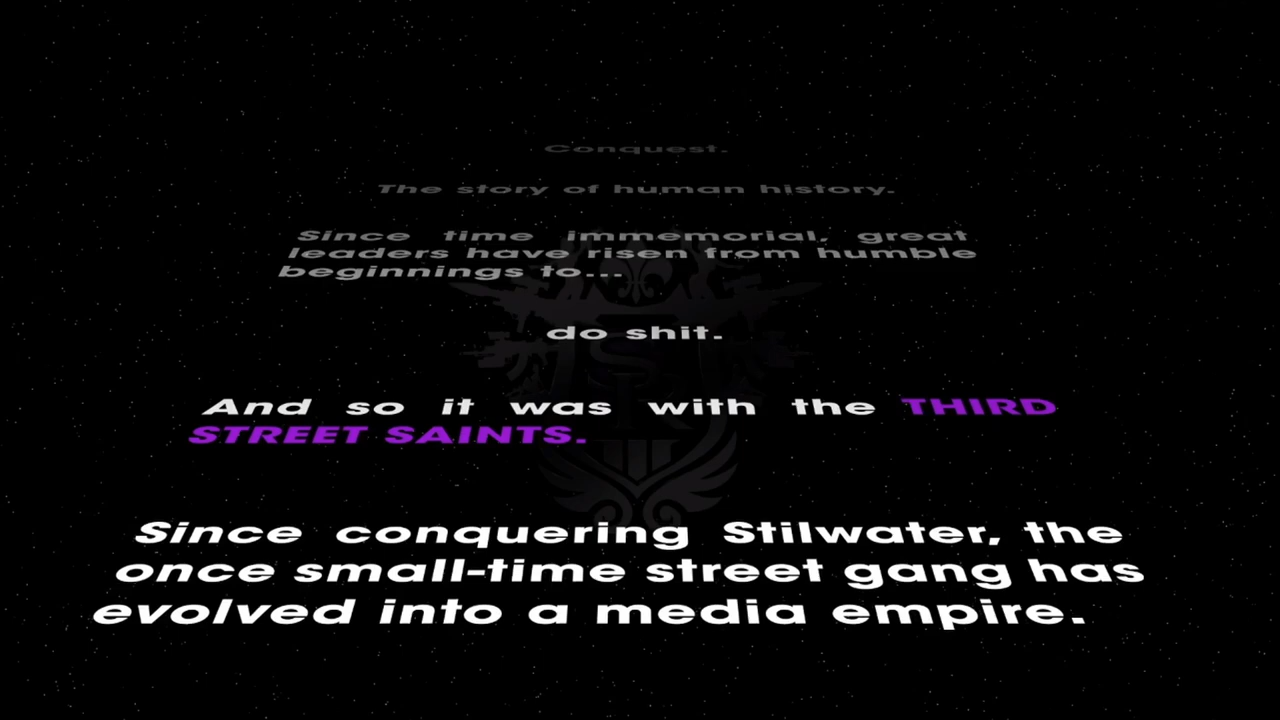 Conquest.
The story of human history.
Since time immemorial, great
leaders have risen from humble
beginnings to...
do shit.
And so it was with the THIRD
STREET SAINTS.
Since conquering Stilwater, the
once small-time street gang has
evolved into a media empire.